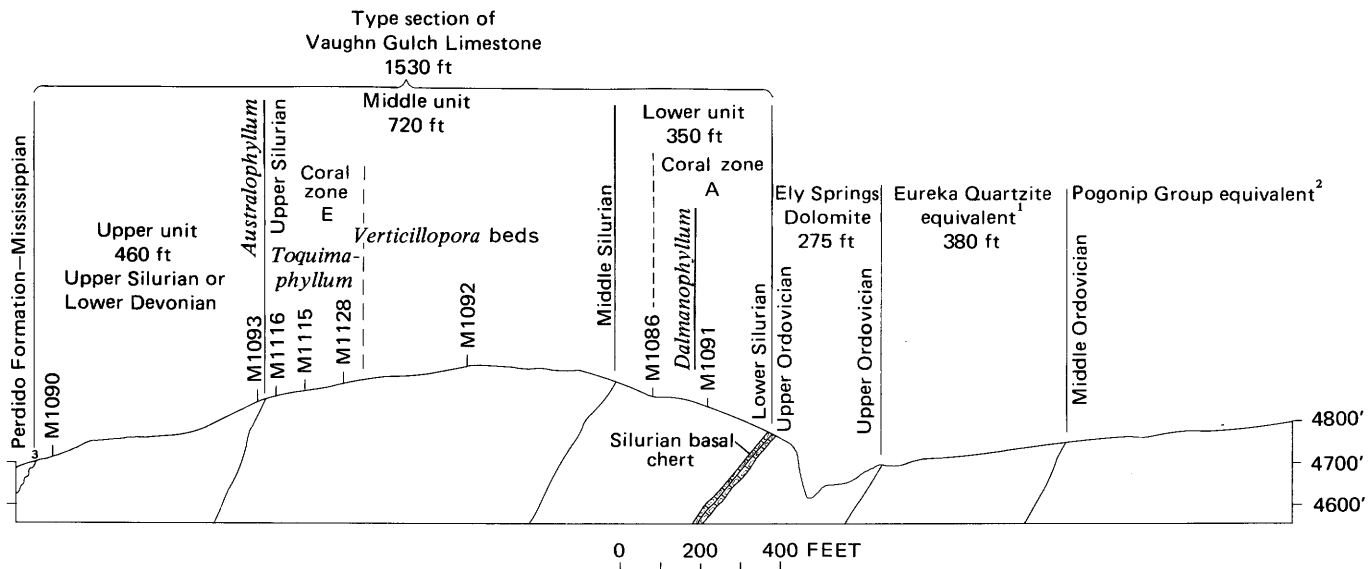 Type section of
Vaughn Gulch Limestone
1530 ft
Perdido Formation—Mississippian
Upper unit
460 ft
Upper Silurian or
Lower Devonian
Australophyllum
Upper Silurian
Middle unit
720 ft
Coral
zone
E
Toquima-
phyllum
Verticillopora beds
Middle Silurian
Lower unit
350 ft
Coral zone
A
Dalmanophyllum
Lower Silurian
Upper Ordovician
Ely Springs
Dolomite
275 ft
Upper Ordovician
Eureka Quartzite
equivalent¹
380 ft
Middle Ordovician
Pogonip Group equivalent²
3
M1090
M1093
M1116
M1115
M1128
M1092
M1086
M1091
Silurian basal
chert
4800'
4700'
4600'
0 200 400 FEET